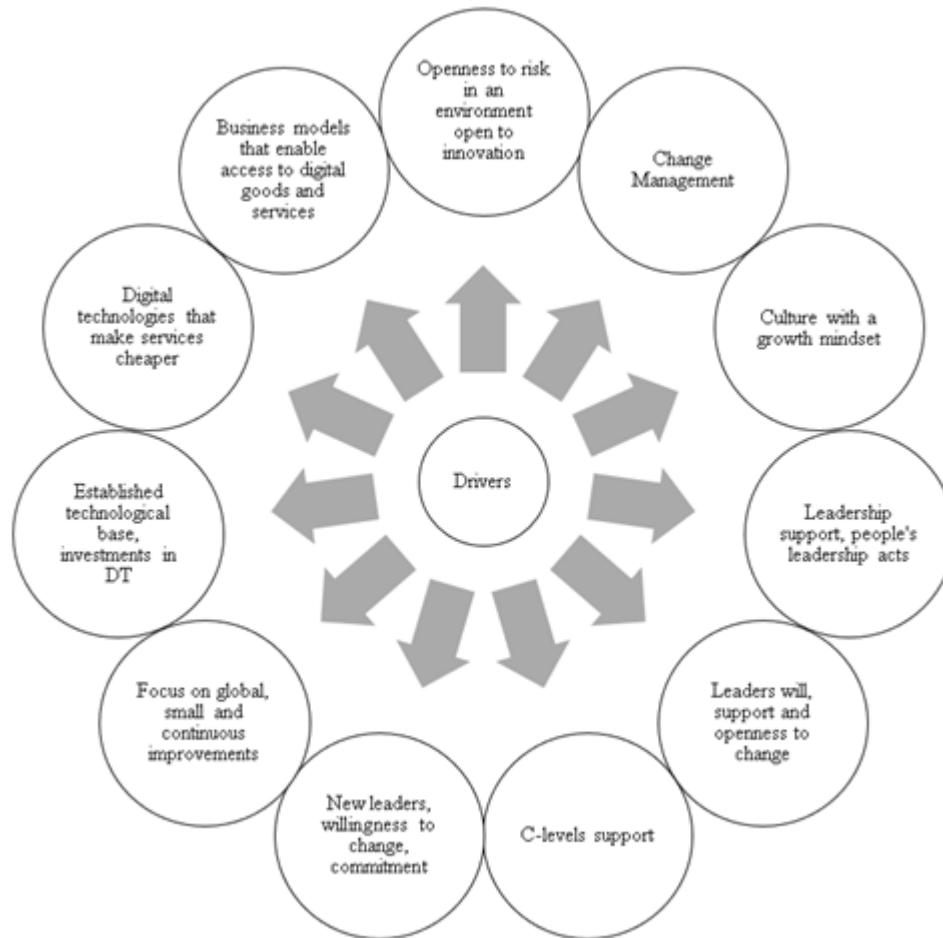 Openness to risk
in an
environment
open to
innovation
Change
Management
Culture with a
growth mindset
Leadership
support, people's
leadership acts
Leaders will,
support and
openness to
change
C-levels support
New leaders,
willingness to
change,
commitment
Focus on global,
small and
continuous
improvements
Established
technological
base,
investments in
DT
Digital
technologies that
make services
cheaper
Business models
that enable
access to digital
goods and
services
Drivers